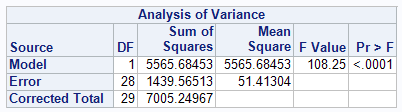 Analysis of Variance
Sum of Mean
Source DF Squares Square F Value Pr > F
Model 1 5565.68453 5565.68453 108.25 <.0001
Error 28 1439.56513 51.41304
Corrected Total 29 7005.24967